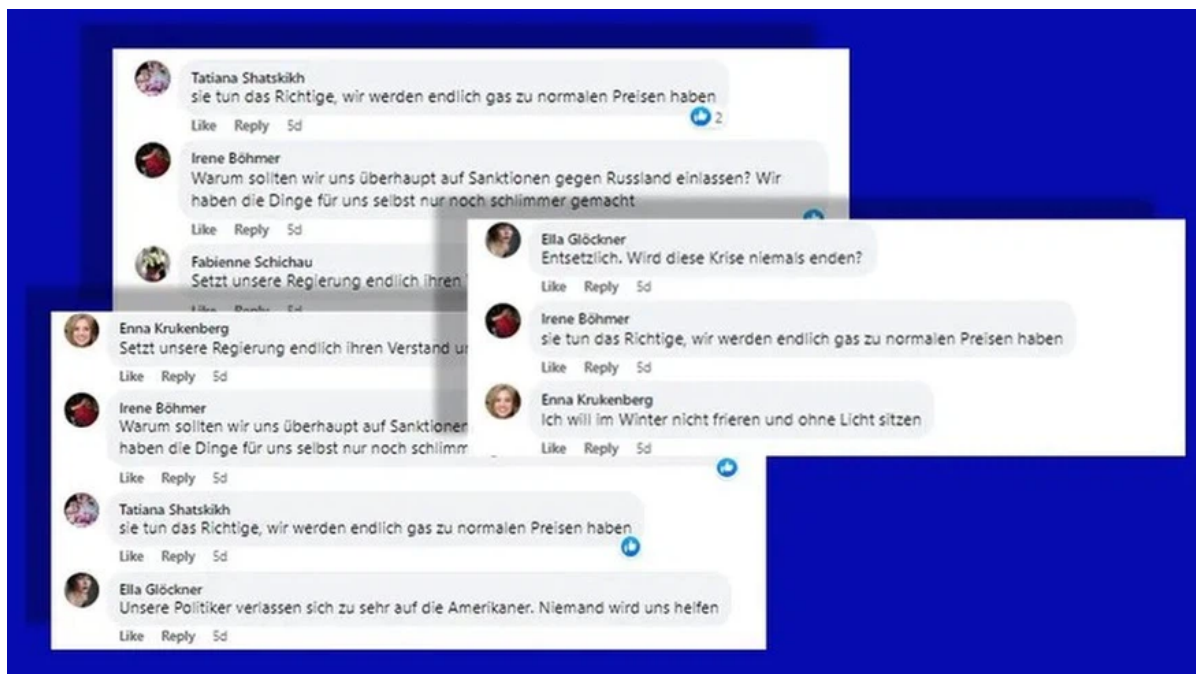 Tatiana Shatskikh
sie tun das Richtige, wir werden endlich gas zu normalen Preisen haben
2
Like Reply 5d
Irene Böhmer
Warum sollten wir uns überhaupt auf Sanktionen gegen Russland einlassen? Wir
haben die Dinge für uns selbst nur noch schlimmer gemacht
Like Reply 5d
Fabienne Schichau
Setzt unsere Regierung endlich ihren
Like Reply 5d
Ella Glöckner
Entsetzlich. Wird diese Krise niemals enden?
Like Reply 5d
Irene Böhmer
sie tun das Richtige, wir werden endlich gas zu normalen Preisen haben
Like Reply 5d
Enna Krukenberg
Ich will im Winter nicht frieren und ohne Licht sitzen
Like Reply 5d
Enna Krukenberg
Setzt unsere Regierung endlich ihren Verstand
Like Reply 5d
Irene Böhmer
Warum sollten wir uns überhaupt auf Sanktionen
haben die Dinge für uns selbst nur noch
Like Reply 5d
Tatiana Shatskikh
sie tun das Richtige, wir werden endlich gas zu normalen Preisen haben
Like Reply 5d
Ella Glöckner
Unsere Politiker verlassen sich zu sehr auf die Amerikaner. Niemand wird uns helfen
Like Reply 5d